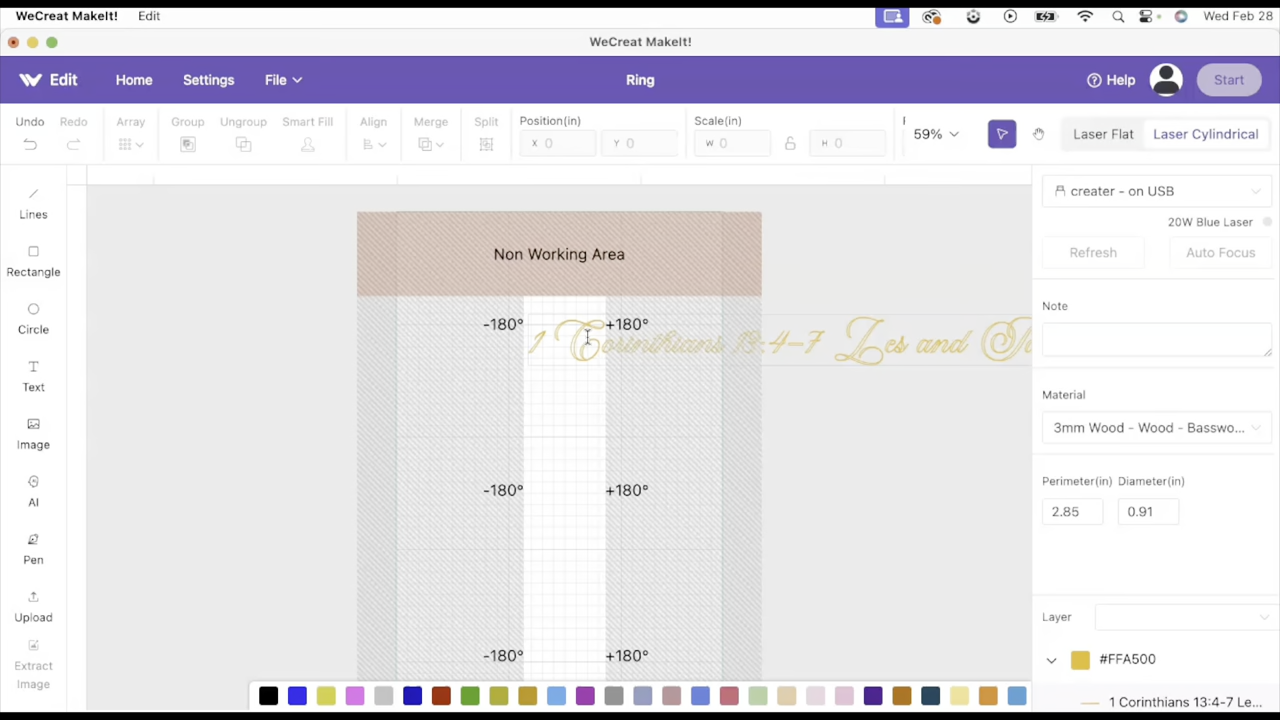 WeCreat MakeIt! Edit Wed Feb 28
WeCreat MakeIt!
Edit Home Settings File Ring Help Start
Undo Redo Array Group Ungroup Smart Fill Align Merge Split Position(in) Scale(in)
X 0 Y 0 W 0 H 0 59% Laser Flat Laser Cylindrical
Lines
Rectangle
Circle
Text
Image
AI
Pen
Upload
Extract
Image
Non Working Area
-180° +180°
1 Corinthians 13:4-7 Les and
-180° +180°
-180° +180°
creater - on USB
20W Blue Laser
Refresh Auto Focus
Note
Material
3mm Wood - Wood - Basswo...
Perimeter(in) Diameter(in)
2.85 0.91
Layer
#FFA500
1 Corinthians 13:4-7 Le...